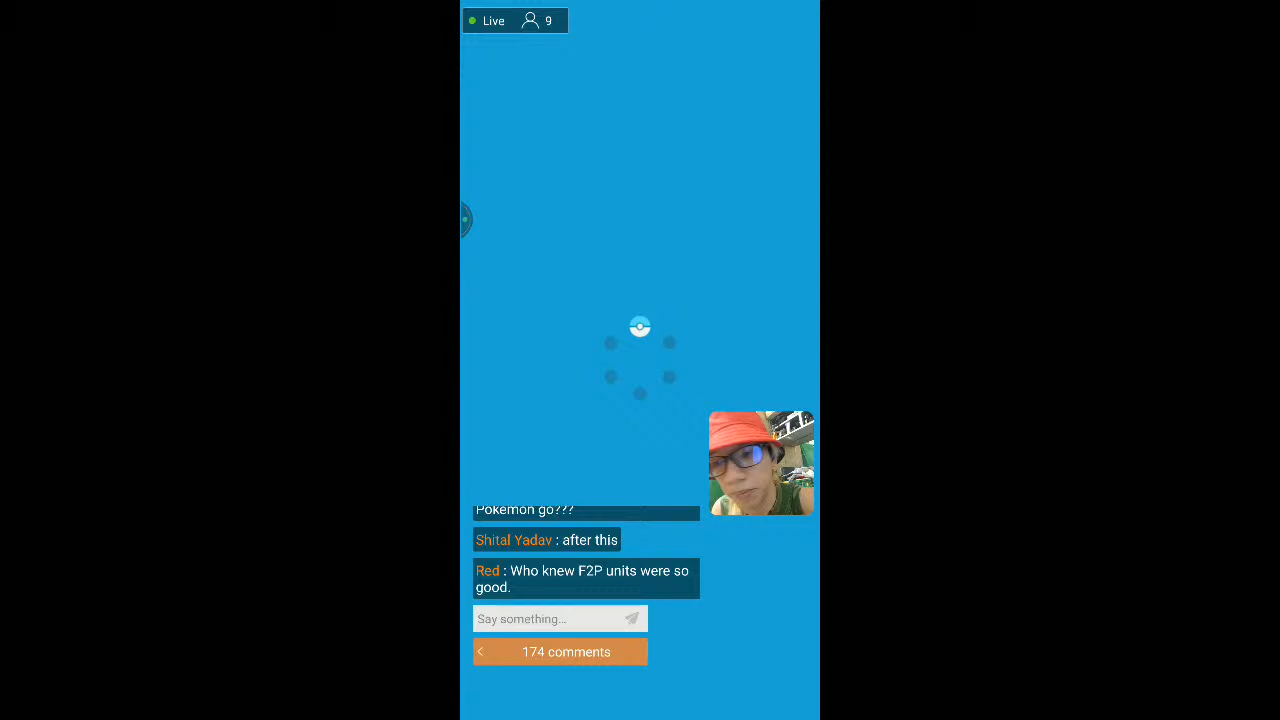 Live 9
Pokemon go???
Shital Yadav : after this
Red : Who knew F2P units were so
good.
Say something...
174 comments